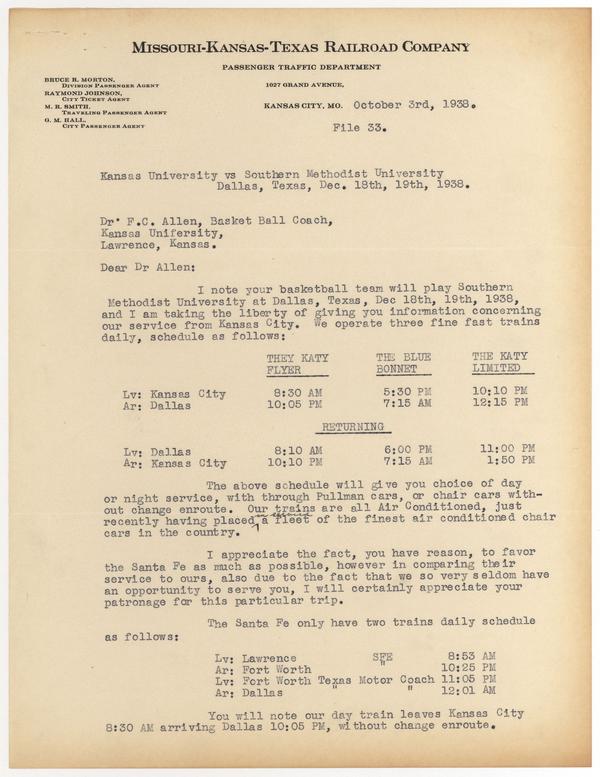 MISSOURI-KANSAS-TEXAS RAILROAD COMPANY
PASSENGER TRAFFIC DEPARTMENT
BRUCE B. MORTON,
DIVISION PASSENGER AGENT
RAYMOND JOHNSON,
CITY TICKET AGENT
M. R. SMITH,
TRAVELING PASSENGER AGENT
G. M. HALL,
CITY PASSENGER AGENT
1027 GRAND AVENUE,
KANSAS CITY, MO. October 3rd, 1938.
File 33.
Kansas University vs Southern Methodist University
Dallas, Texas, Dec. 18th, 19th, 1938.
Dr· F.C. Allen, Basket Ball Coach,
Kansas Unifersity,
Lawrence, Kansas.
Dear Dr Allen:
I note your basketball team will play Southern
Methodist University at Dallas, Texas, Dec 18th, 19th, 1938,
and I am taking the liberty of giving you information concerning
our service from Kansas City. We operate three fine fast trains
daily, schedule as follows:
THEY KATY THE BLUE THE KATY
FLYER BONNET LIMITED
Lv: Kansas City 8:30 AM 5:30 PM 10:10 PM
Ar: Dallas 10:05 PM 7:15 AM 12:15 PM
RETURNING
Lv: Dallas 8:10 AM 6:00 PM 11:00 PM
Ar: Kansas City 10:10 PM 7:15 AM 1:50 PM
The above schedule will give you choice of day
or night service, with through Pullman cars, or chair cars with-
out change enroute. Our trains are all Air Conditioned, just
recently having placed a fleet of the finest air conditioned chair
cars in the country.
I appreciate the fact, you have reason, to favor
the Santa Fe as much as possible, however in comparing their
service to ours, also due to the fact that we so very seldom have
an opportunity to serve you, I will certainly appreciate your
patronage for this particular trip.
The Santa Fe only have two trains daily schedule
as follows:
Lv: Lawrence SFE 8:53 AM
Ar: Fort Worth " 10:25 PM
Lv: Fort Worth Texas Motor Coach 11:05 PM
Ar: Dallas " " 12:01 AM
You will note our day train leaves Kansas City
8:30 AM arriving Dallas 10:05 PM, without change enroute.